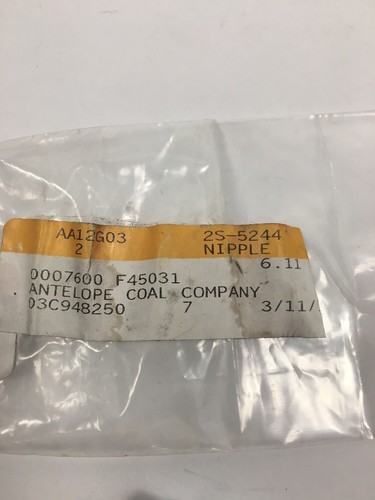 AA12G03 2S-5244
2 NIPPLE
6.11
0007600 F45031
ANTELOPE COAL COMPANY
03C948250 7 3/11/